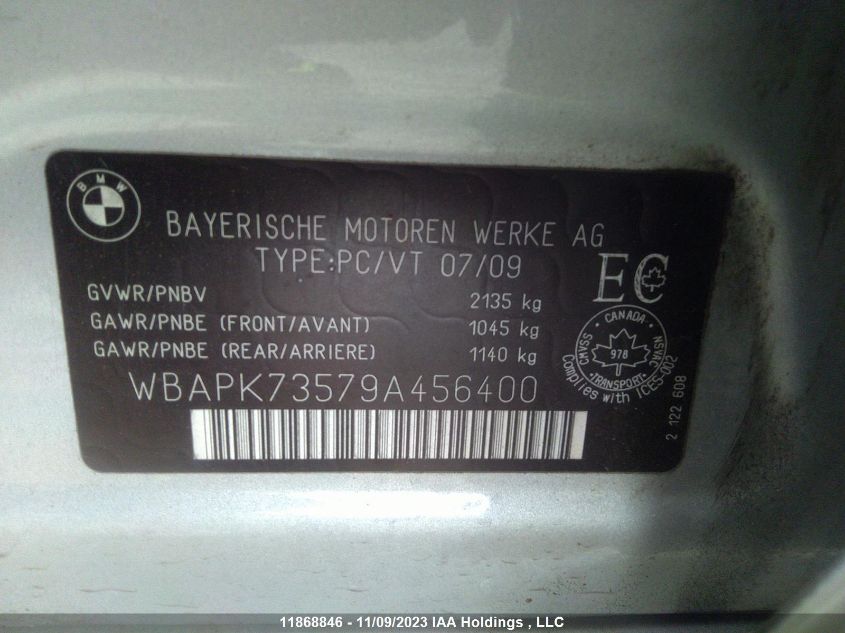 BMW
BAYERISCHE MOTOREN WERKE AG
TYPE:PC/VT 07/09
EC
GVWR/PNBV 2135 kg
GAWR/PNBE (FRONT/AVANT) 1045 kg
GAWR/PNBE (REAR/ARRIERE) 1140 kg
WBAPK73579A456400
CANADA
CMVSS
NSVAC
978
TRANSPORT
Complies with ICES-002
2 122 608
11868846 - 11/09/2023 IAA Holdings , LLC